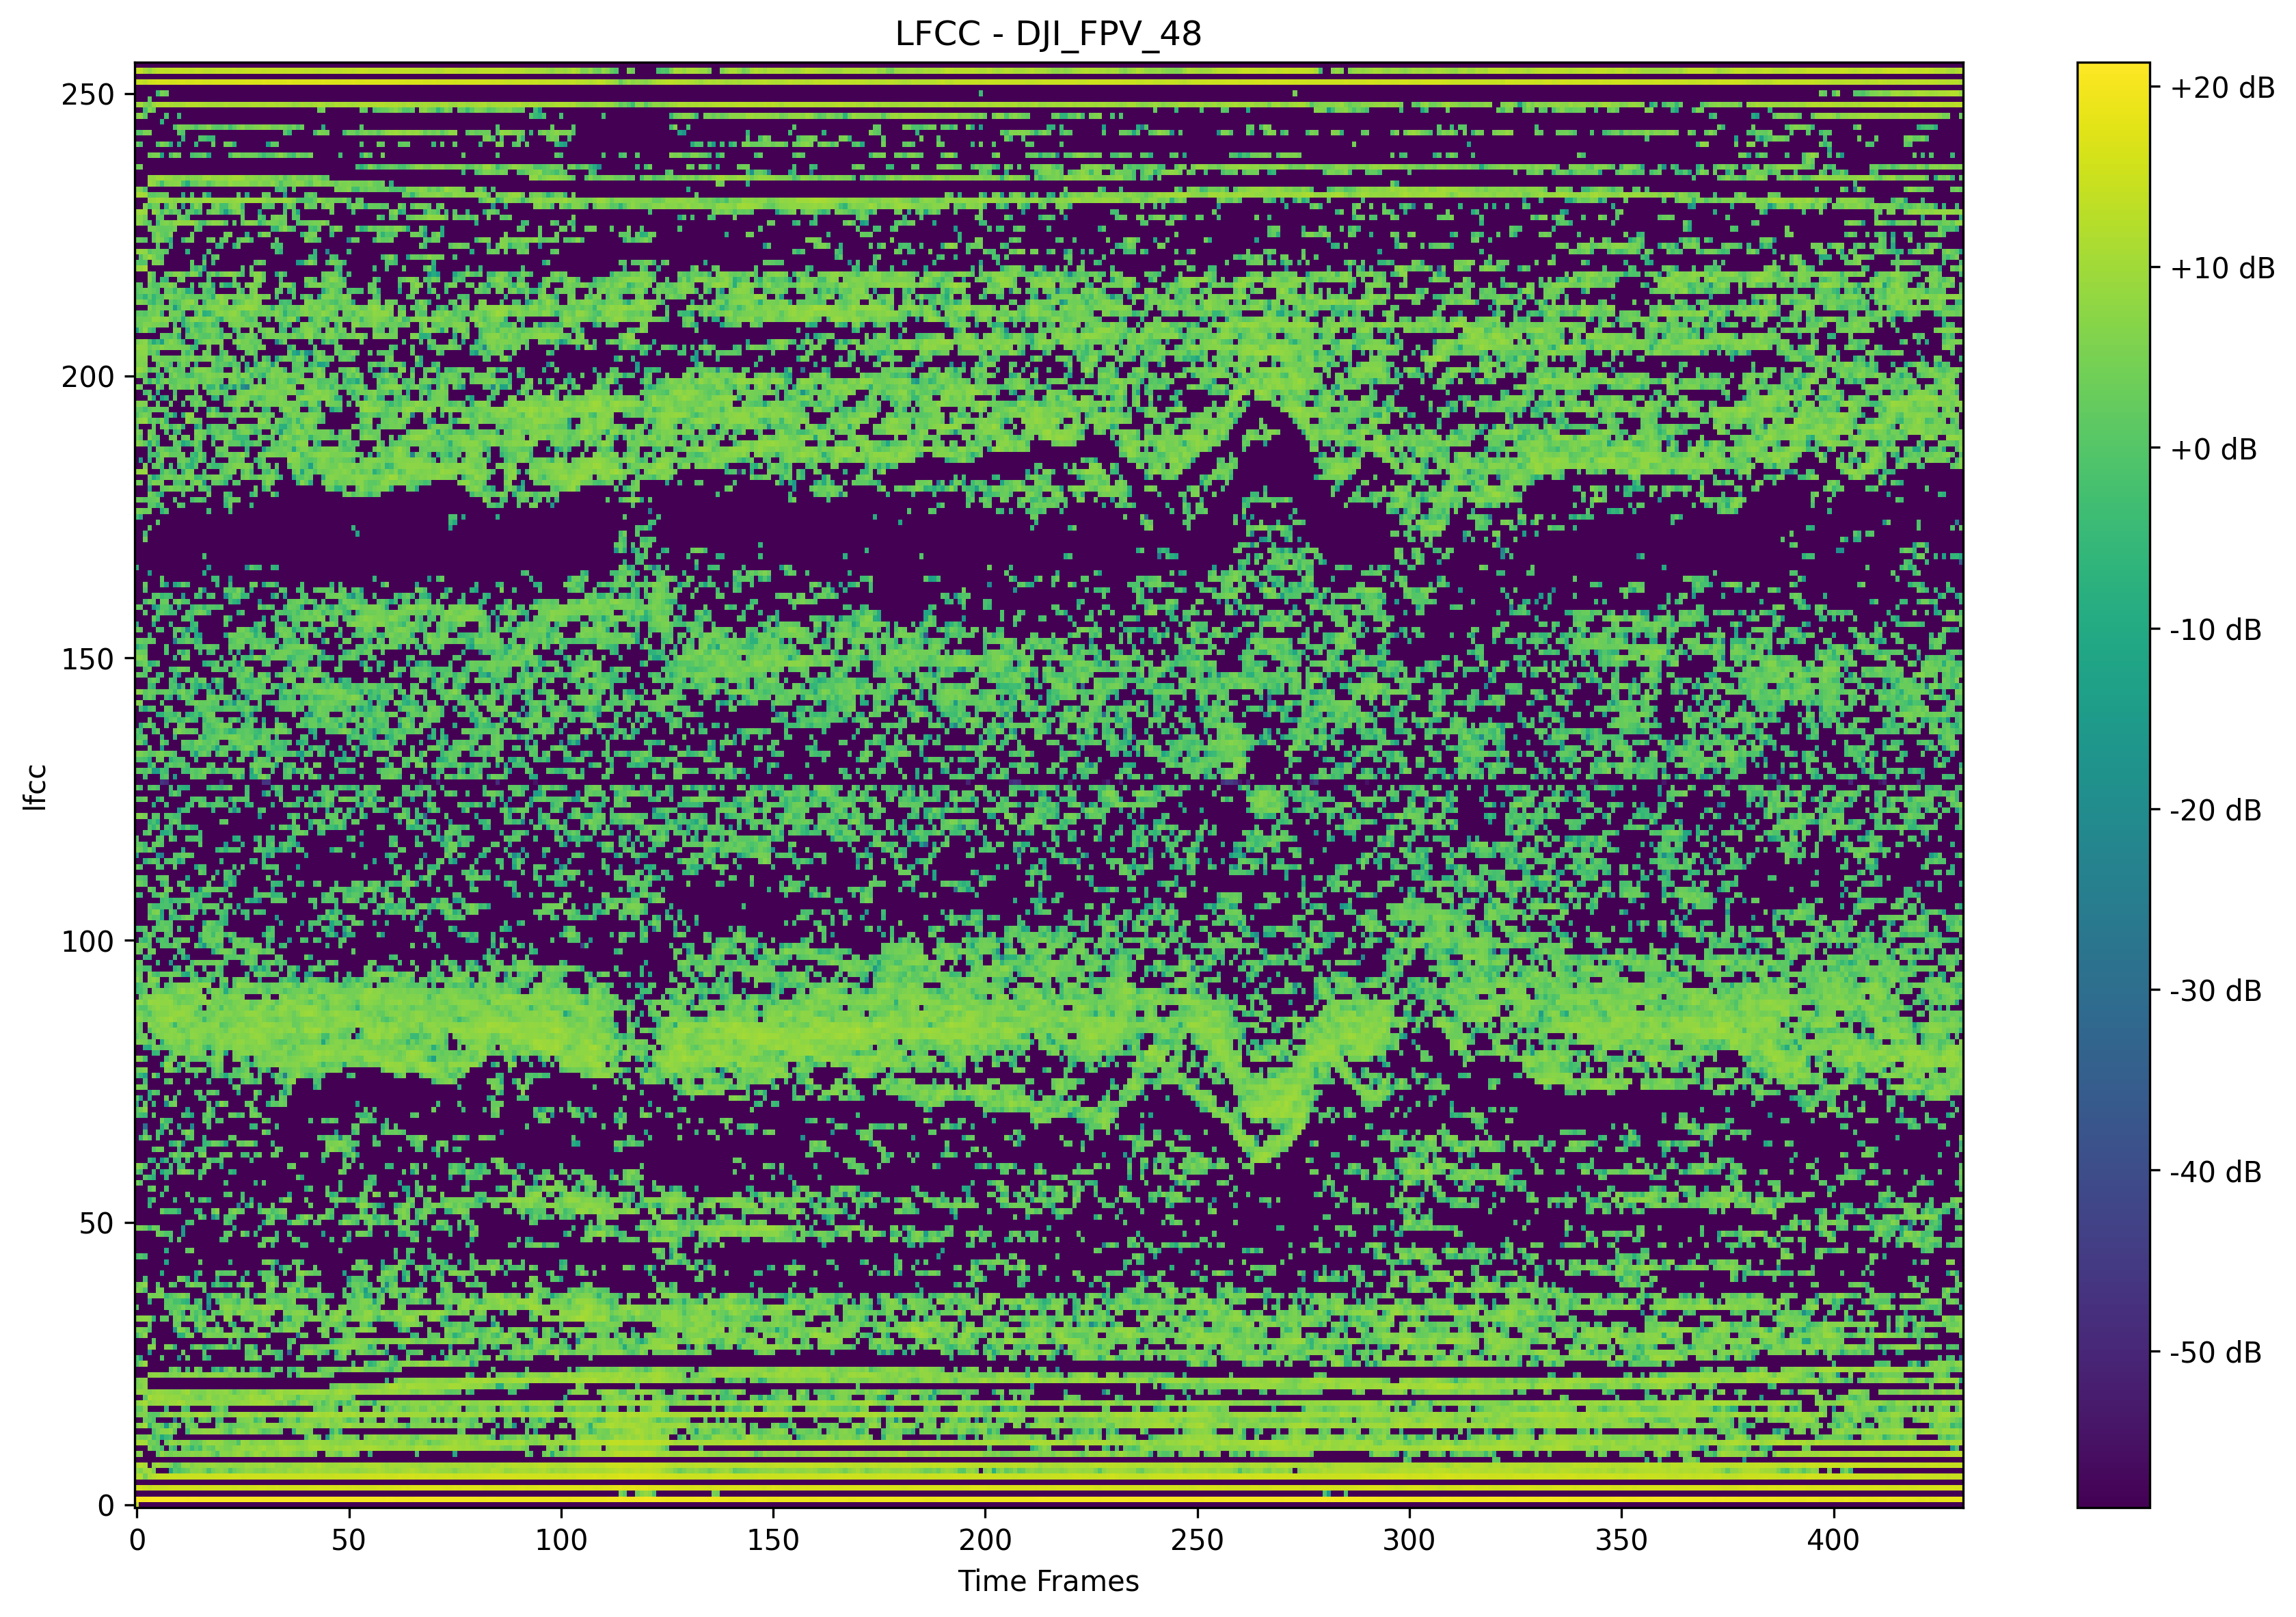 LFCC - DJI_FPV_48
250
200
150
100
50
0
lfcc
0 50 100 150 200 250 300 350 400
Time Frames
+20 dB
+10 dB
+0 dB
-10 dB
-20 dB
-30 dB
-40 dB
-50 dB